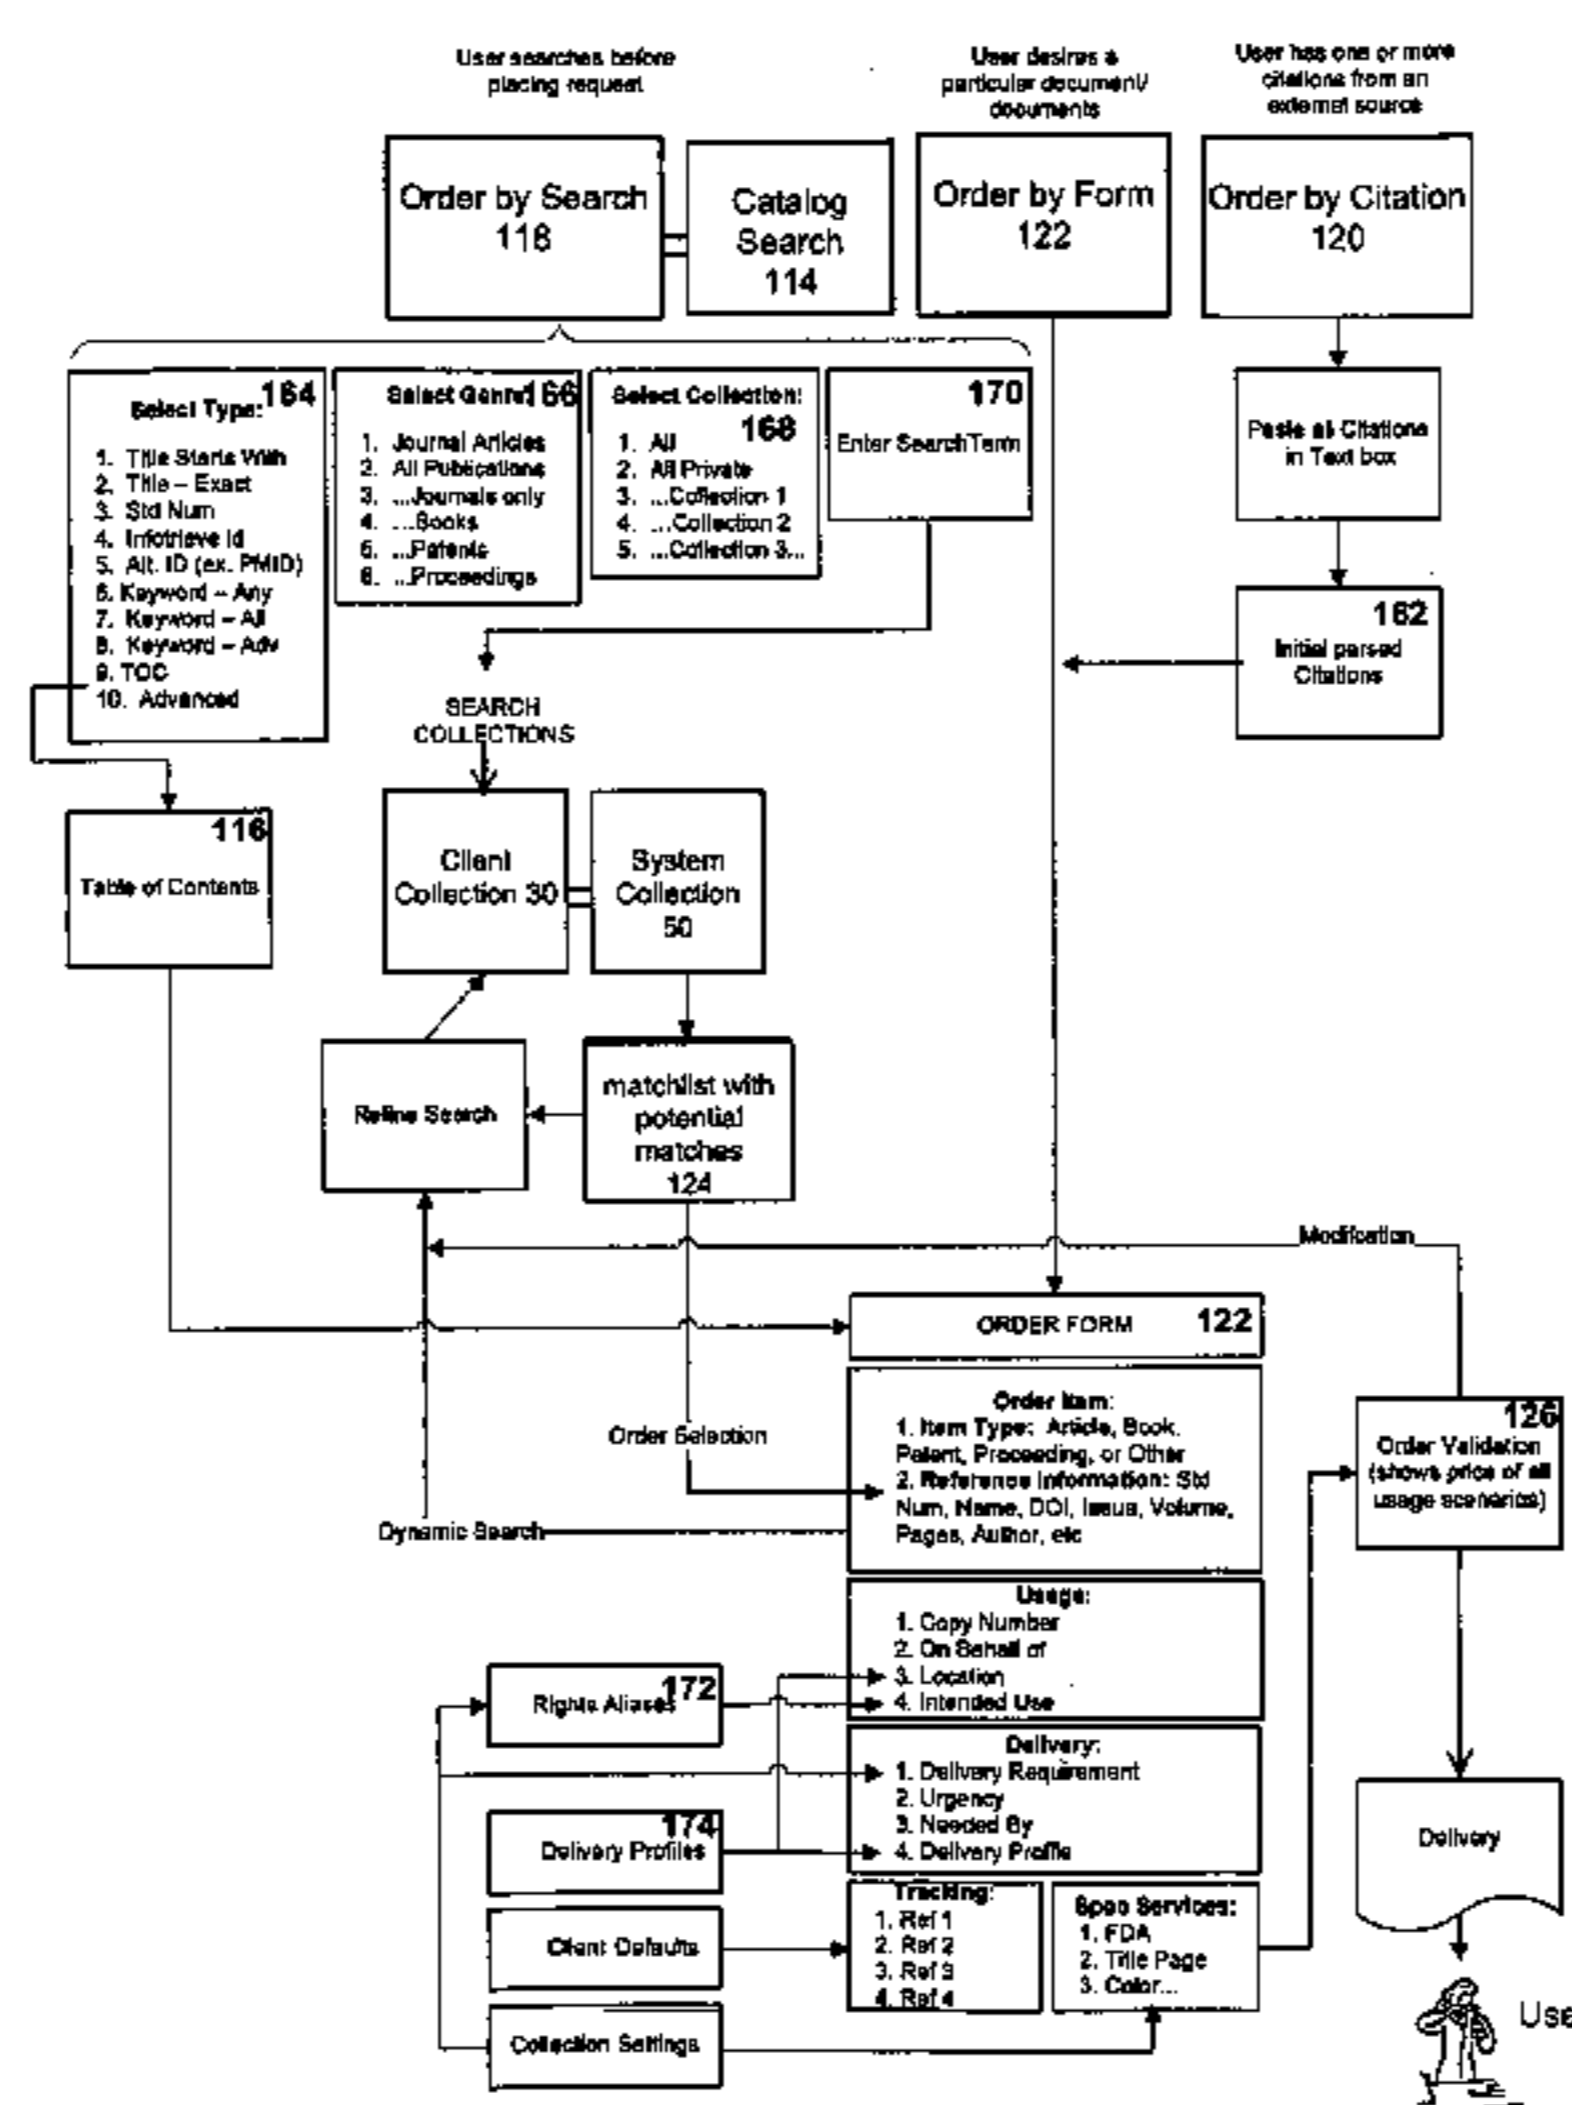 User searches before
placing request
User desires a
particular document/
documents
User has one or more
citations from an
external source
Order by Search
118
Catalog
Search
114
Order by Form
122
Order by Citation
120
164
Select Type:
1. Title Starts With
2. Title – Exact
3. Std Num
4. Infotrieve Id
5. Alt. ID (ex. PMID)
6. Keyword – Any
7. Keyword – All
8. Keyword – Adv
9. TOC
10. Advanced
Select Genre: 166
1. Journal Articles
2. All Publications
3. ...Journals only
4. ...Books
5. ...Patents
6. ...Proceedings
Select Collection:
168
1. All
2. All Private
3. ...Collection 1
4. ...Collection 2
5. ...Collection 3...
170
Enter Search Term
Paste all Citations
in Text box
162
Initial parsed
Citations
SEARCH
COLLECTIONS
116
Table of Contents
Client
Collection 30
System
Collection
50
Refine Search
matchlist with
potential
matches
124
Modification
ORDER FORM 122
Order Item:
1. Item Type: Article, Book,
Patent, Proceeding, or Other
2. Reference Information: Std
Num, Name, DOI, Issue, Volume,
Pages, Author, etc
Order Selection
Dynamic Search
126
Order Validation
(shows price of all
usage scenarios)
Usage:
1. Copy Number
2. On Behalf of
3. Location
4. Intended Use
172
Rights Aliases
Delivery:
1. Delivery Requirement
2. Urgency
3. Needed By
4. Delivery Profile
174
Delivery Profiles
Delivery
Tracking:
1. Ref 1
2. Ref 2
3. Ref 3
4. Ref 4
Spec Services:
1. FDA
2. Title Page
3. Color...
Client Defaults
Collection Settings
Use